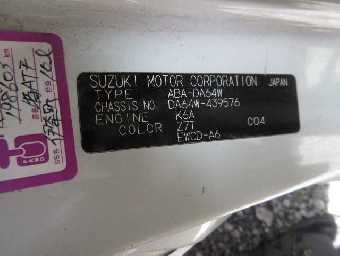 SUZUKI MOTOR CORPORATION JAPAN
TYPE ABA-DA64W
CHASSIS NO. DA64W-439576
ENGINE K6A C04
COLOR Z7T
EWCD-A6